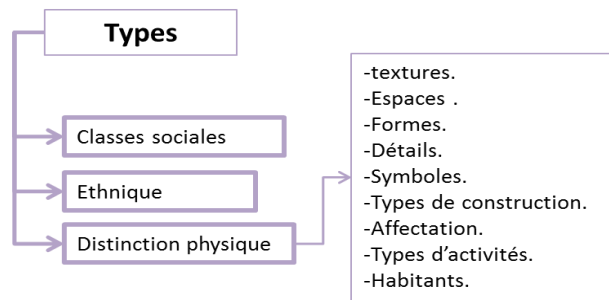 Types
Classes sociales
Ethnique
Distinction physique
-textures.
-Espaces .
-Formes.
-Détails.
-Symboles.
-Types de construction.
-Affectation.
-Types d’activités.
-Habitants.